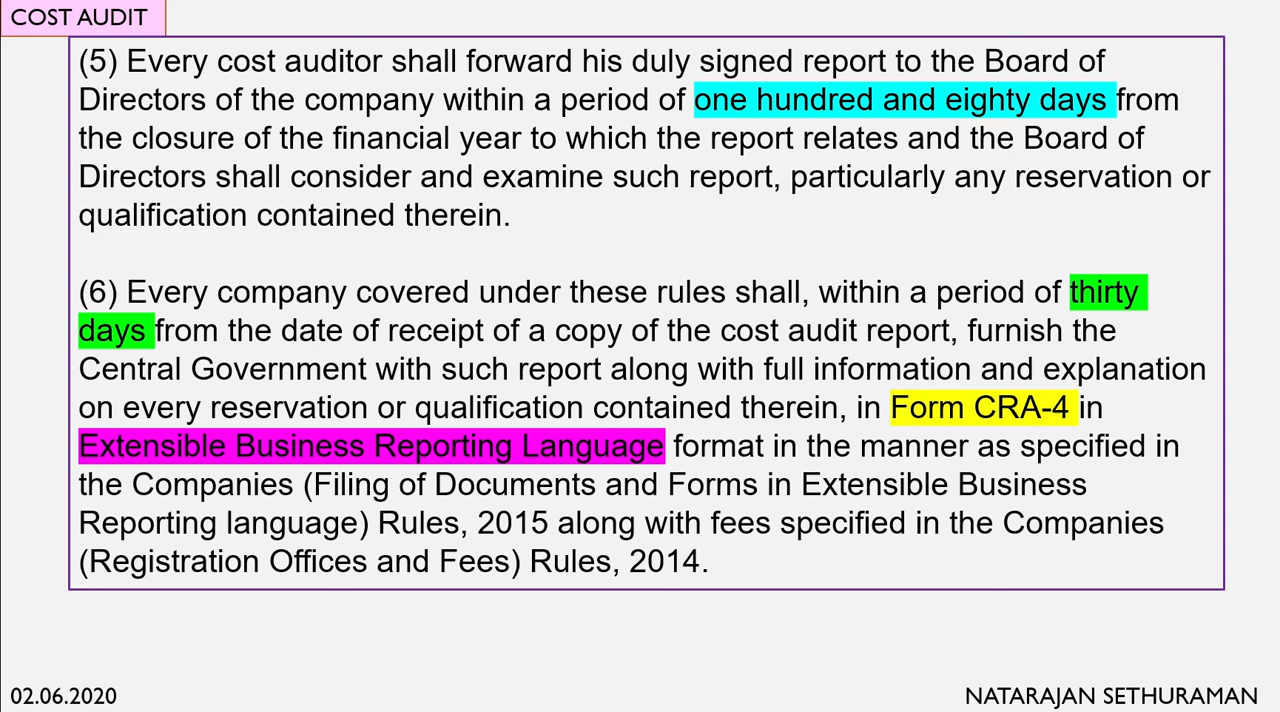 COST AUDIT
(5) Every cost auditor shall forward his duly signed report to the Board of
Directors of the company within a period of one hundred and eighty days from
the closure of the financial year to which the report relates and the Board of
Directors shall consider and examine such report, particularly any reservation or
qualification contained therein.
(6) Every company covered under these rules shall, within a period of thirty
days from the date of receipt of a copy of the cost audit report, furnish the
Central Government with such report along with full information and explanation
on every reservation or qualification contained therein, in Form CRA-4 in
Extensible Business Reporting Language format in the manner as specified in
the Companies (Filing of Documents and Forms in Extensible Business
Reporting language) Rules, 2015 along with fees specified in the Companies
(Registration Offices and Fees) Rules, 2014.
02.06.2020
NATARAJAN SETHURAMAN